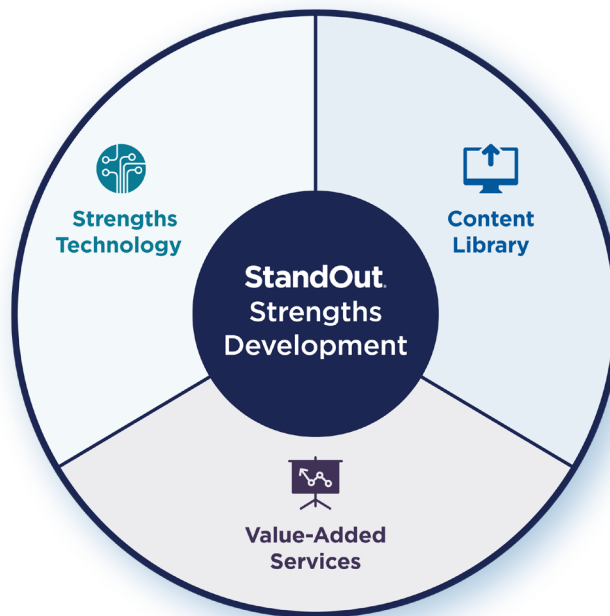 Strengths
Technology
Content
Library
StandOut.
Strengths
Development
Value-Added
Services